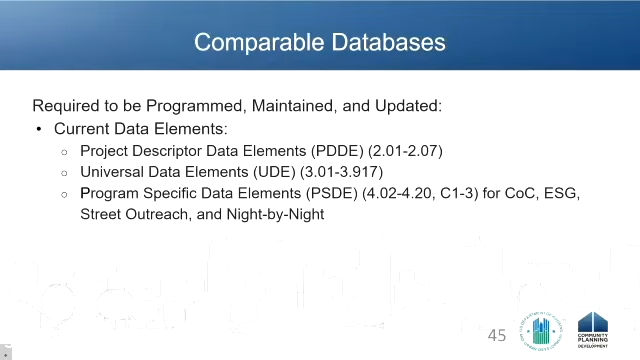 Comparable Databases
Required to be Programmed, Maintained, and Updated:
• Current Data Elements:
○ Project Descriptor Data Elements (PDDE) (2.01-2.07)
○ Universal Data Elements (UDE) (3.01-3.917)
○ Program Specific Data Elements (PSDE) (4.02-4.20, C1-3) for CoC, ESG,
Street Outreach, and Night-by-Night
45
COMMUNITY
PLANNING
DEVELOPMENT